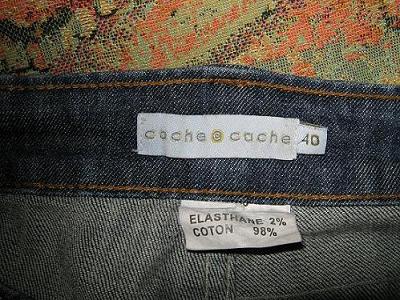 cache cache 40
ELASTHANE 2%
COTON 98%